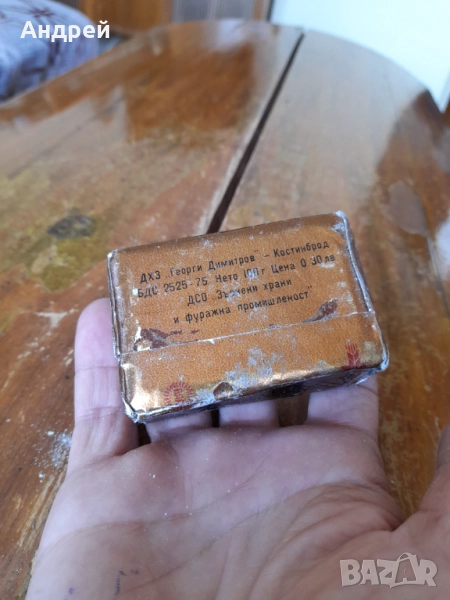 Андрей
ДХЗ "Георги Димитров" - Костинброд
БДС 2525-75 Нето 100 г Цена 0,30 лв
ДСО "Зърнени храни
и фуражна промишленост"
BAZAR